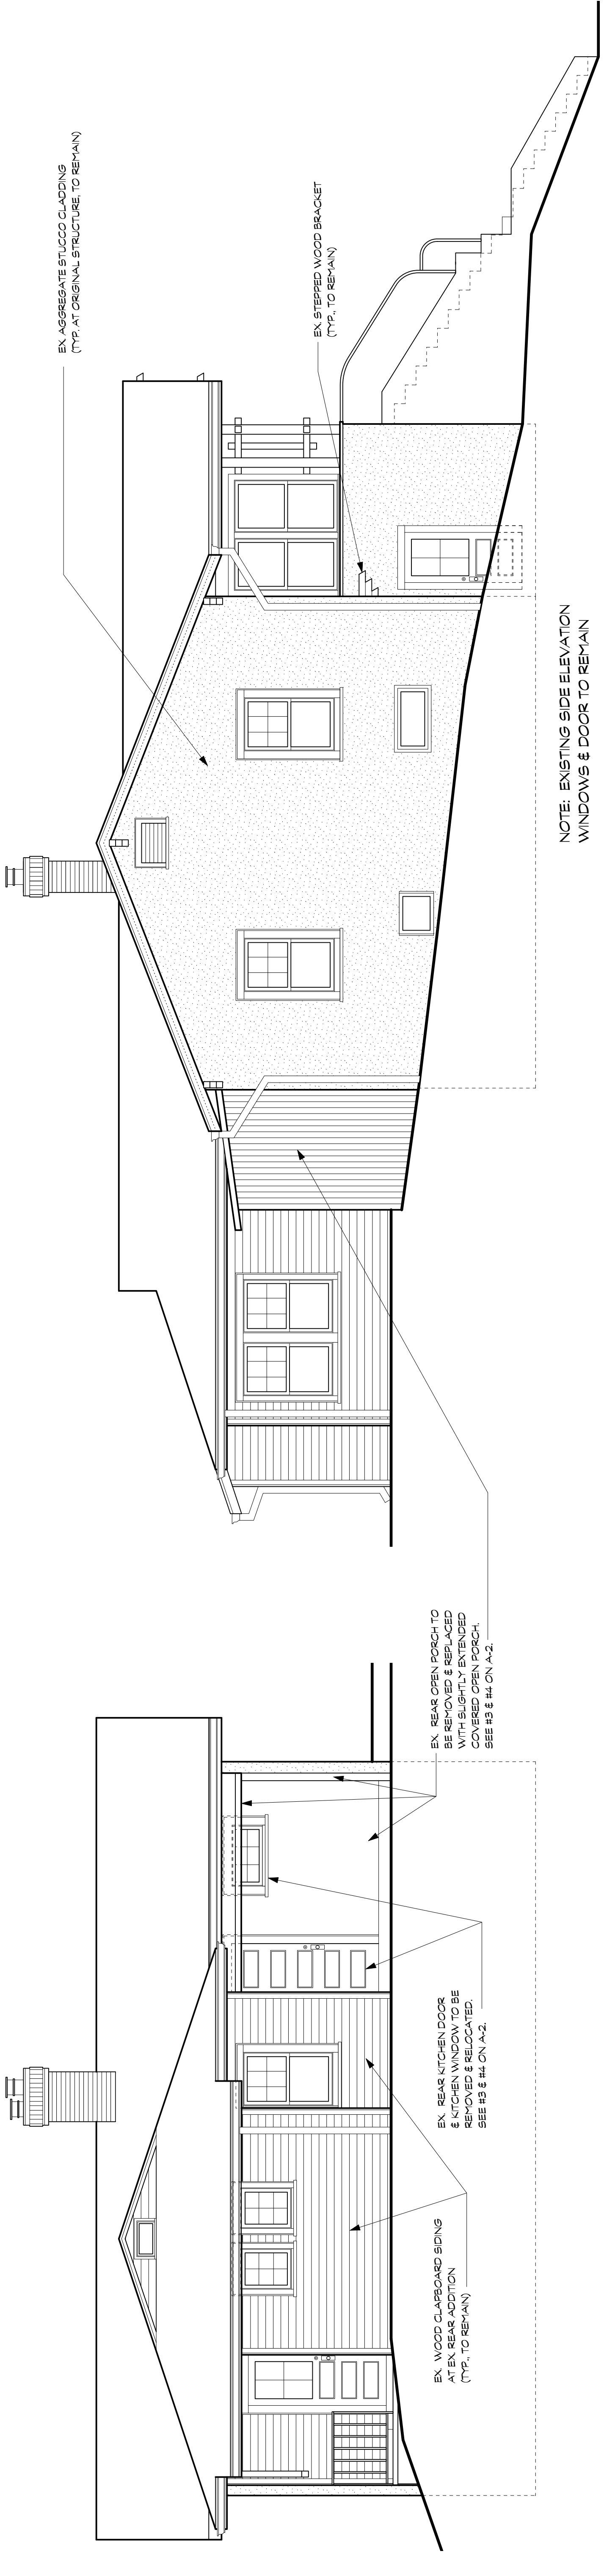 EX. AGGREGATE STUCCO CLADDING
(TYP. AT ORIGINAL STRUCTURE, TO REMAIN)
EX. STEPPED WOOD BRACKET
(TYP., TO REMAIN)
NOTE: EXISTING SIDE ELEVATION
WINDOWS & DOOR TO REMAIN
EX. REAR OPEN PORCH TO
BE REMOVED & REPLACED
WITH SLIGHTLY EXTENDED
COVERED OPEN PORCH.
SEE #3 & #4 ON A-2.
EX. REAR KITCHEN DOOR
& KITCHEN WINDOW TO BE
REMOVED & RELOCATED.
SEE #3 & #4 ON A-2.
EX. WOOD CLAPBOARD SIDING
AT EX. REAR ADDITION
(TYP., TO REMAIN)